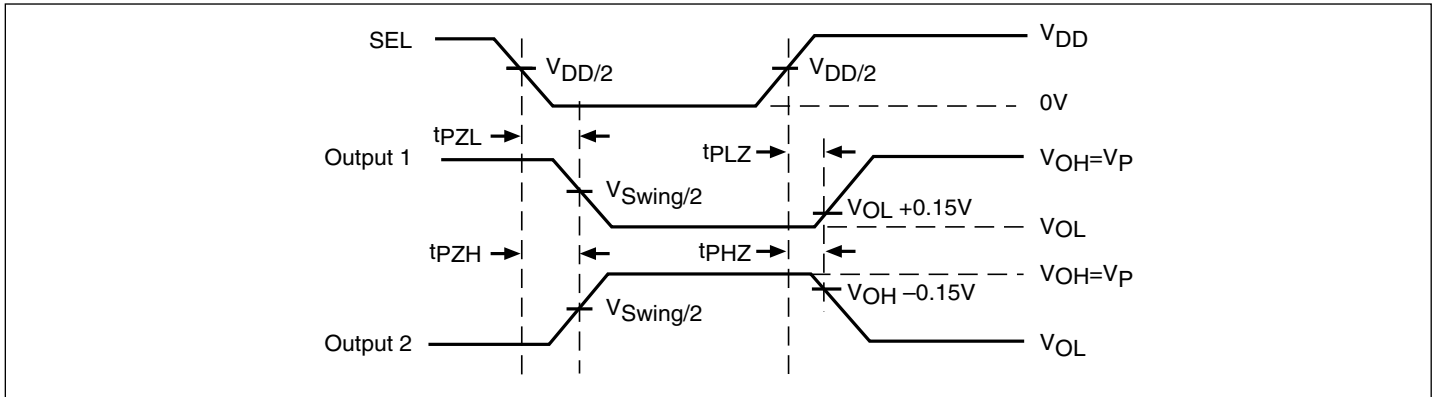 SEL
VDD/2
VDD/2
VDD
0V
tPZL
tPLZ
Output 1
VSwing/2
VOH=VP
VOL +0.15V
VOL
tPZH
tPHZ
VOH=VP
VOH –0.15V
VSwing/2
Output 2
VOL